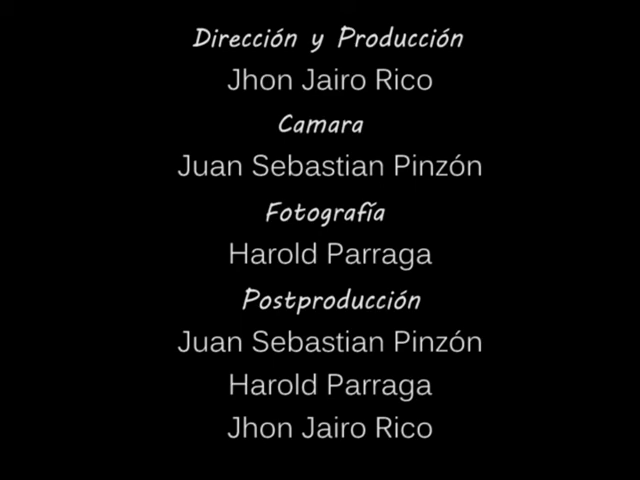 Dirección y Producción
Jhon Jairo Rico
Camara
Juan Sebastian Pinzón
Fotografía
Harold Parraga
Postproducción
Juan Sebastian Pinzón
Harold Parraga
Jhon Jairo Rico